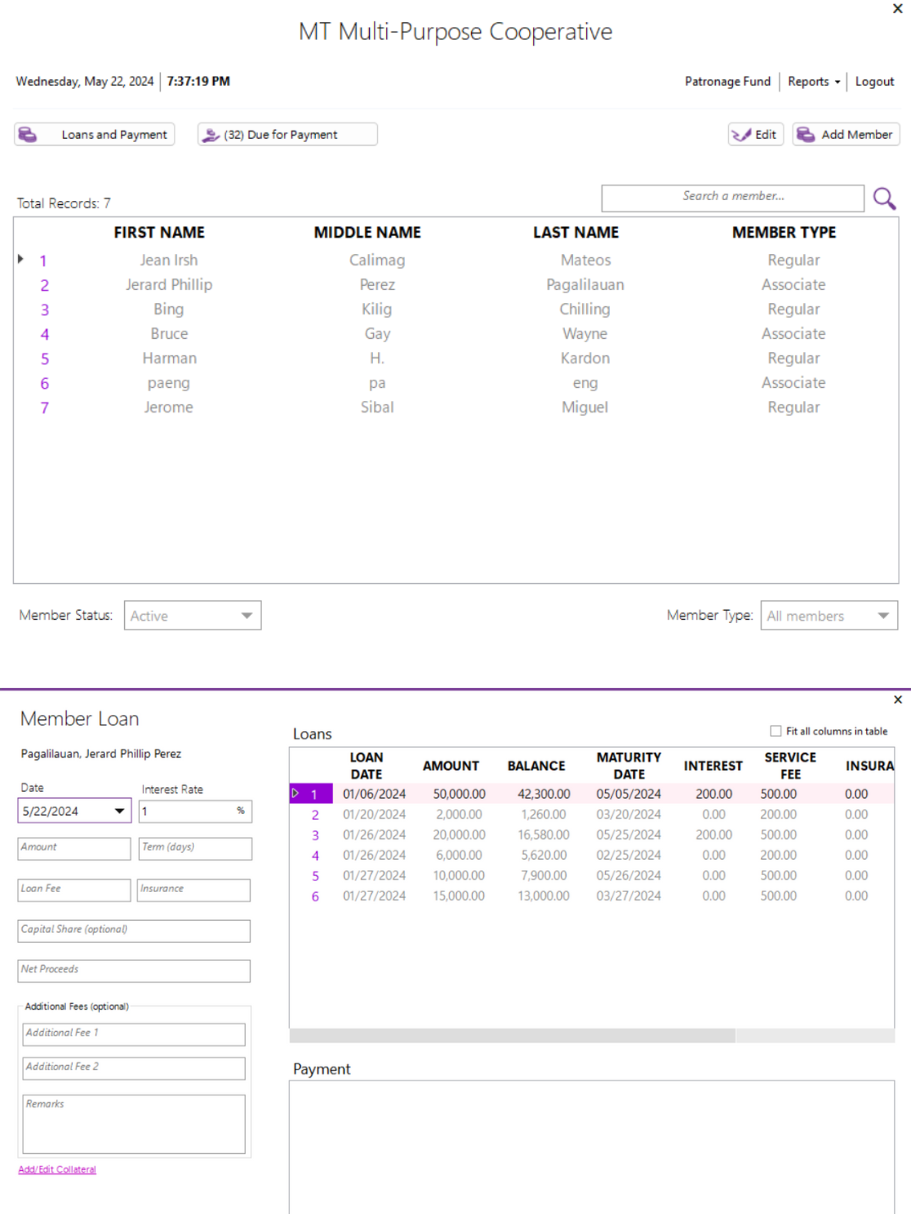 MT Multi-Purpose Cooperative
Wednesday, May 22, 2024 7:37:19 PM Patronage Fund Reports Logout
Loans and Payment (32) Due for Payment Edit Add Member
Total Records: 7 Search a member...
FIRST NAME MIDDLE NAME LAST NAME MEMBER TYPE
1 Jean Irsh Calimag Mateos Regular
2 Jerard Phillip Perez Pagalilauan Associate
3 Bing Kilig Chilling Regular
4 Bruce Gay Wayne Associate
5 Harman H. Kardon Regular
6 paeng pa eng Associate
7 Jerome Sibal Miguel Regular
Member Status: Active Member Type: All members
Member Loan
Pagalilauan, Jerard Phillip Perez
Date Interest Rate
5/22/2024 1 %
Amount Term (days)
Loan Fee Insurance
Capital Share (optional)
Net Proceeds
Additional Fees (optional)
Additional Fee 1
Additional Fee 2
Remarks
Add/Edit Collateral
Loans Fit all columns in table
LOAN DATE AMOUNT BALANCE MATURITY DATE INTEREST SERVICE FEE INSURA
1 01/06/2024 50,000.00 42,300.00 05/05/2024 200.00 500.00 0.00
2 01/20/2024 2,000.00 1,260.00 03/20/2024 0.00 200.00 0.00
3 01/26/2024 20,000.00 16,580.00 05/25/2024 200.00 500.00 0.00
4 01/26/2024 6,000.00 5,620.00 02/25/2024 0.00 200.00 0.00
5 01/27/2024 10,000.00 7,900.00 05/26/2024 0.00 500.00 0.00
6 01/27/2024 15,000.00 13,000.00 03/27/2024 0.00 500.00 0.00
Payment